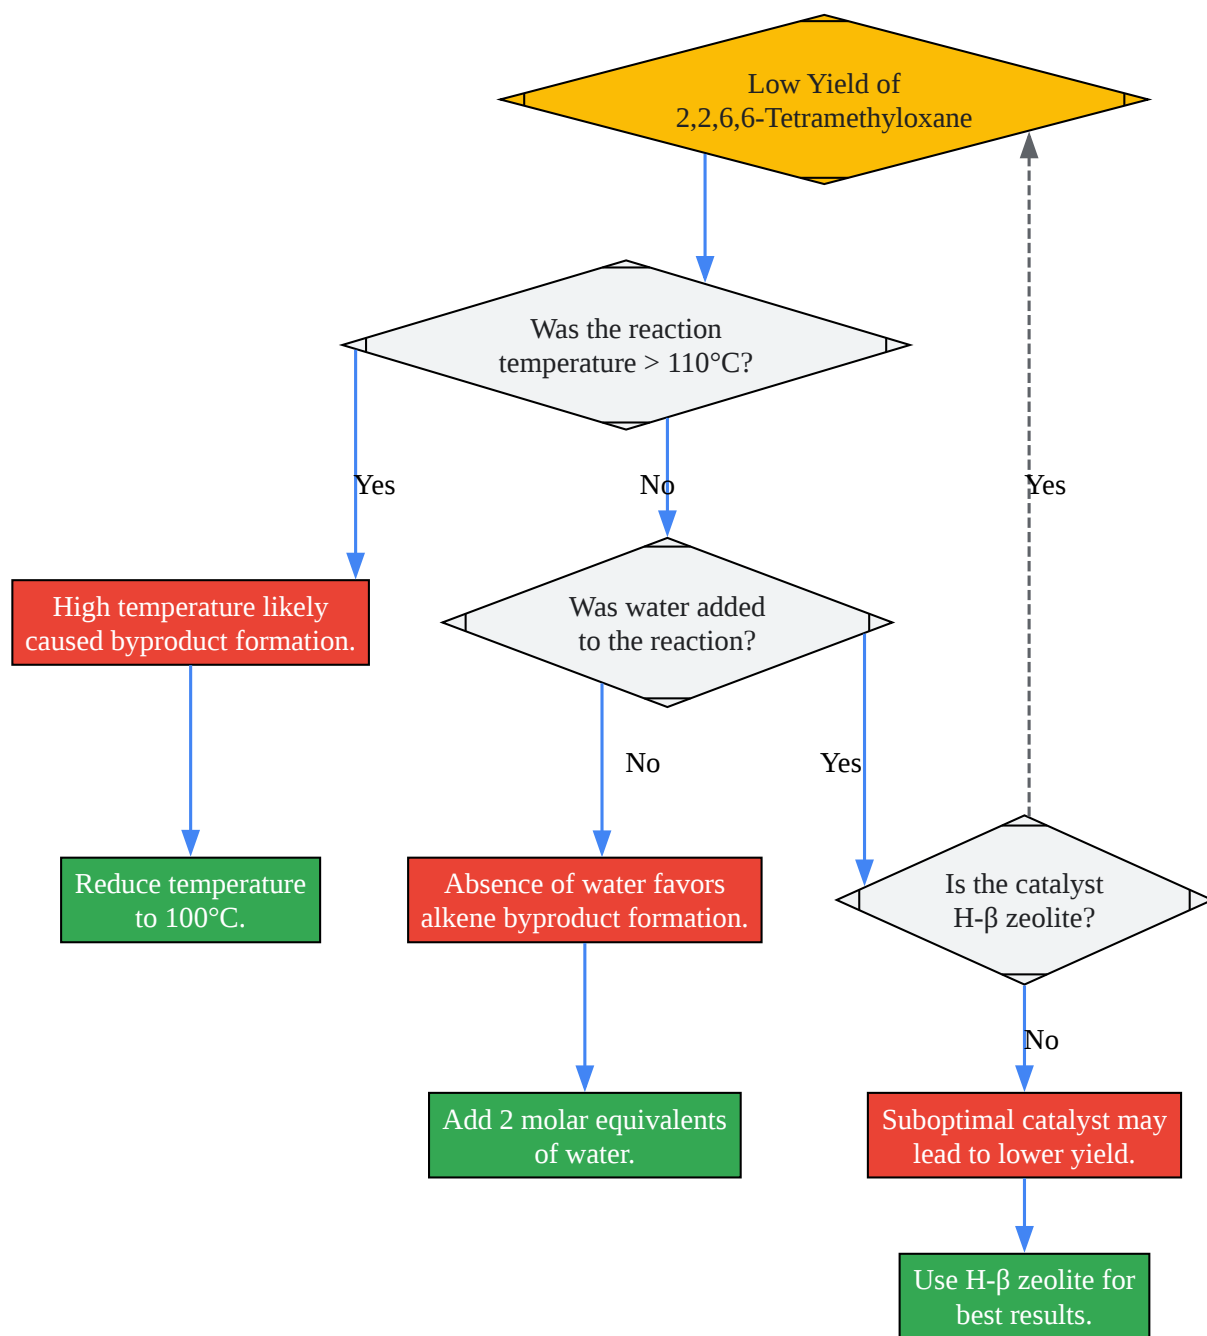 Low Yield of
2,2,6,6-Tetramethyloxane
Was the reaction
temperature > 110°C?
Yes
No
Yes
High temperature likely
caused byproduct formation.
Was water added
to the reaction?
No
Yes
Reduce temperature
to 100°C.
Absence of water favors
alkene byproduct formation.
Is the catalyst
H-β zeolite?
No
Add 2 molar equivalents
of water.
Suboptimal catalyst may
lead to lower yield.
Use H-β zeolite for
best results.